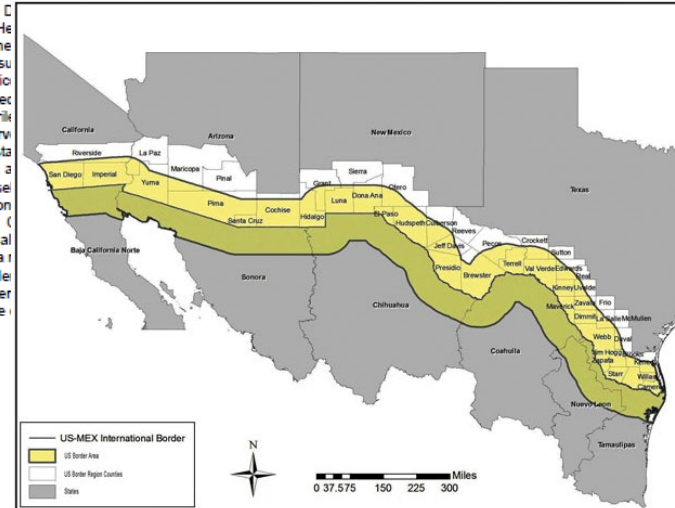 California
Arizona
New Mexico
Texas
Riverside
La Paz
Maricopa
Pinal
San Diego
Imperial
Yuma
Pima
Santa Cruz
Cochise
Hidalgo
Grant
Luna
Sierra
Dona Ana
Otero
El Paso
Hudspeth
Culberson
Reeves
Jeff Davis
Presidio
Brewster
Pecos
Terrell
Crockett
Val Verde
Sutton
Edwards
Real
Kinney
Uvalde
Maverick
Zavala
Frio
Dimmit
La Salle
McMullen
Webb
Duval
Jim Hogg
Brooks
Zapata
Starr
Baja California Norte
Sonora
Chihuahua
Coahuila
Nuevo Leon
Tamaulipas
US-MEX International Border
US Border Area
US Border Region Counties
States
N
Miles
0 37.575 150 225 300